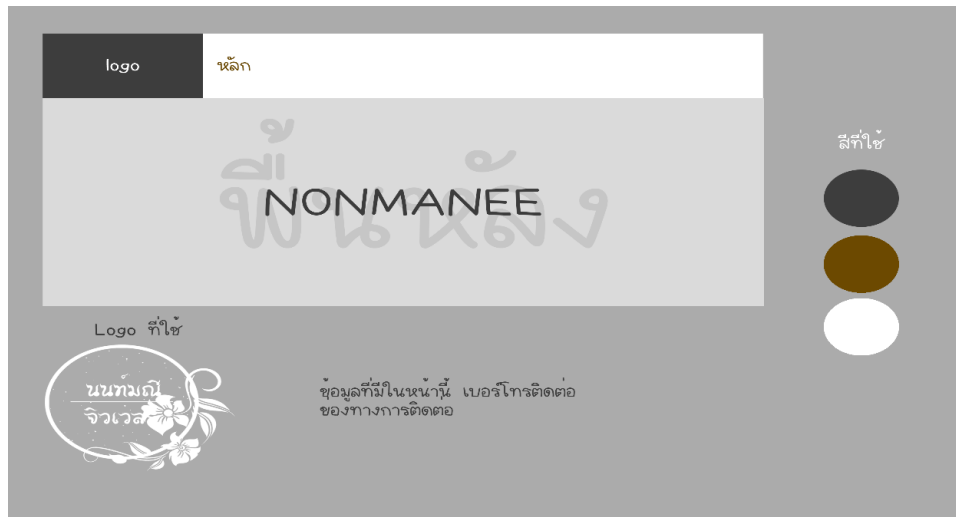 logo
หลัก
พื้นหลัง
NONMANEE
สีที่ใช้
Logo ที่ใช้
นนท์มณี
จิวเวล
ข้อมูลที่มีในหน้านี้ เบอร์โทรติดต่อ
ของทางการติดตอ